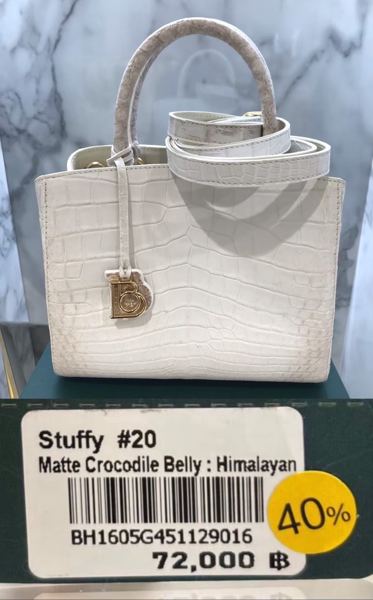 B
Stuffy #20
Matte Crocodile Belly : Himalayan
BH1605G451129016
72,000 ฿
40%